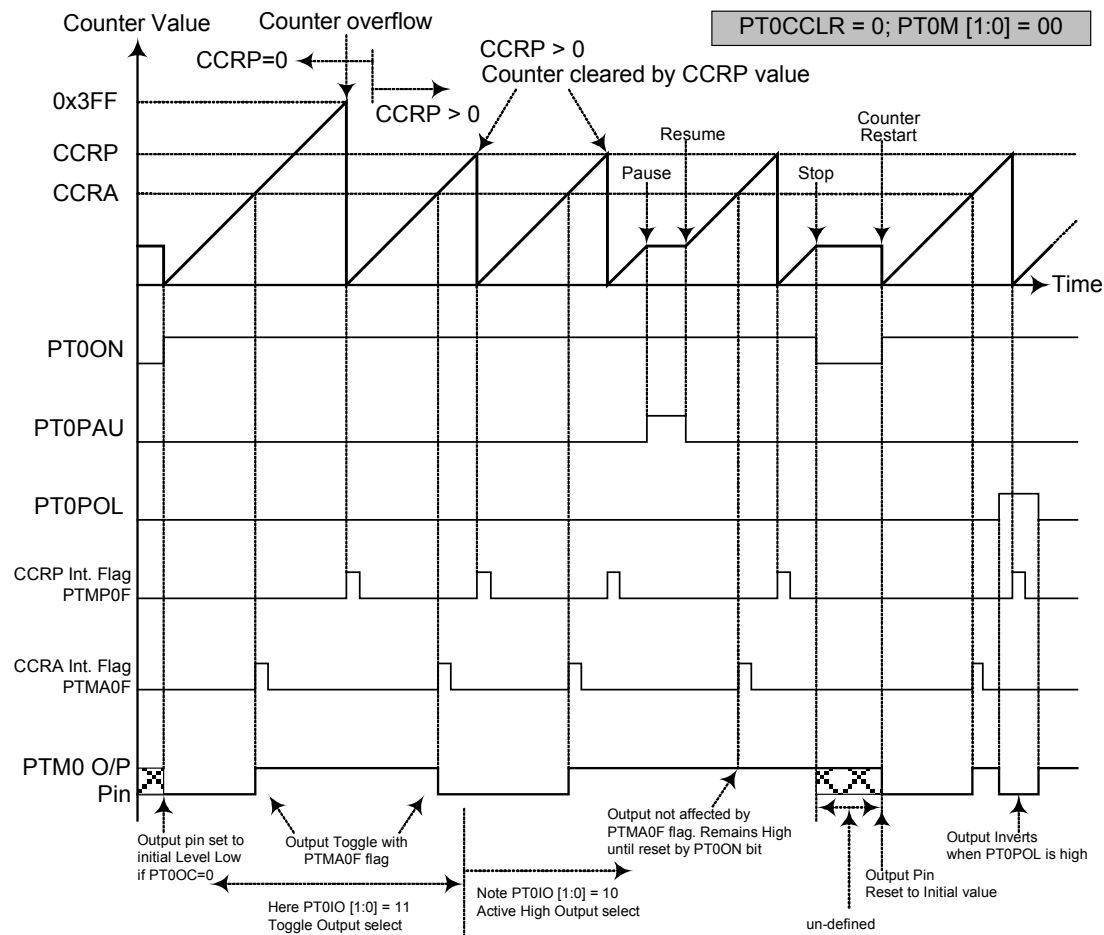 Counter Value
Counter overflow
PT0CCLR = 0; PT0M [1:0] = 00
CCRP=0
CCRP > 0
Counter cleared by CCRP value
0x3FF
CCRP > 0
Resume
Counter
Restart
CCRP
Pause
Stop
CCRA
Time
PT0ON
PT0PAU
PT0POL
CCRP Int. Flag
PTMP0F
CCRA Int. Flag
PTMA0F
PTM0 O/P
Pin
Output pin set to
initial Level Low
if PT0OC=0
Output Toggle with
PTMA0F flag
Output not affected by
PTMA0F flag. Remains High
until reset by PT0ON bit
Output Inverts
when PT0POL is high
Output Pin
Reset to Initial value
Here PT0IO [1:0] = 11
Toggle Output select
Note PT0IO [1:0] = 10
Active High Output select
un-defined